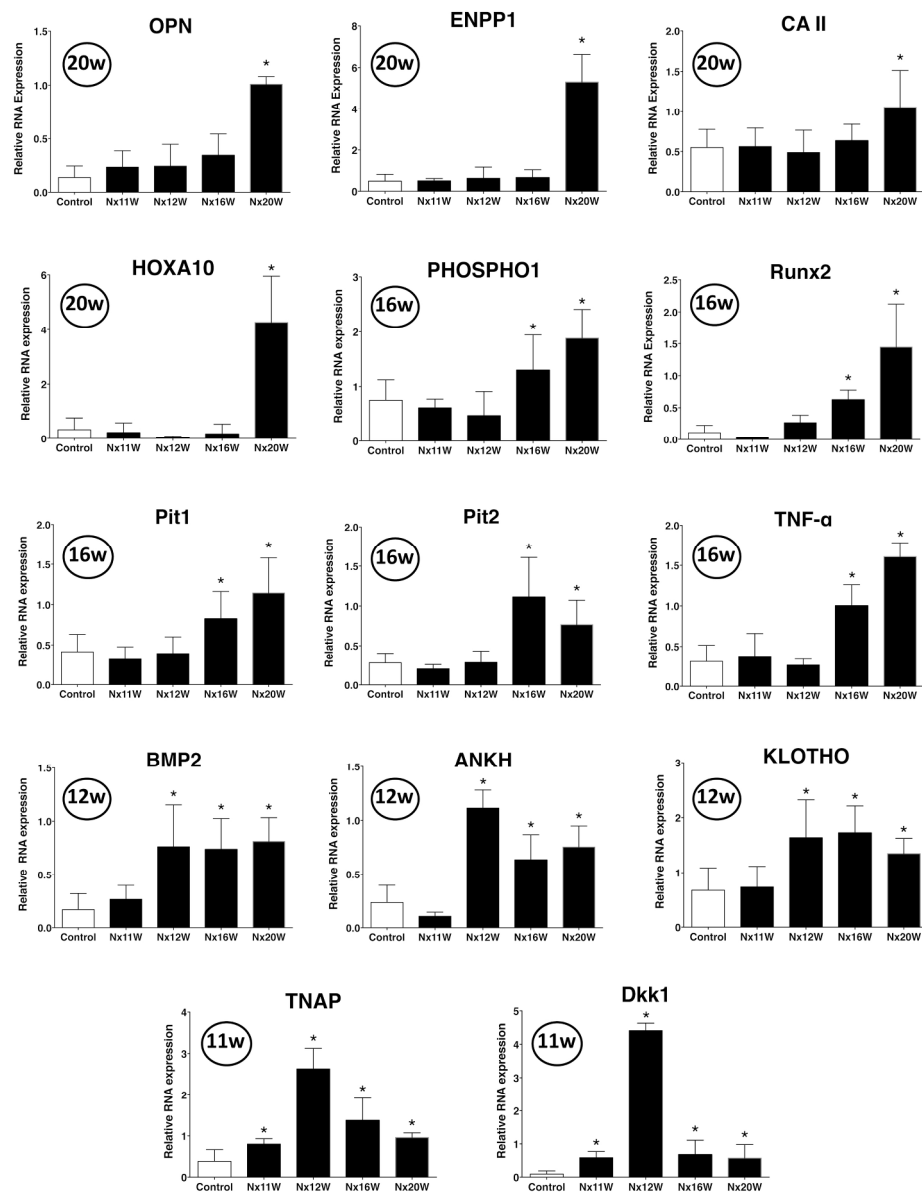 OPN
20w
Relative RNA Expression
1.5
1.0
0.5
0.0
*
Control Nx11W Nx12W Nx16W Nx20W
ENPP1
20w
Relative RNA Expression
8
6
4
2
0
*
Control Nx11W Nx12W Nx16W Nx20W
CA II
20w
Relative RNA Expression
2.0
1.5
1.0
0.5
0.0
*
Control Nx11W Nx12W Nx16W Nx20W
HOXA10
20w
Relative RNA expression
6
4
2
0
*
Control Nx11W Nx12W Nx16W Nx20W
PHOSPHO1
16w
Relative RNA expression
3
2
1
0
* *
Control Nx11W Nx12W Nx16W Nx20W
Runx2
16w
Relative RNA Expression
2.5
2.0
1.5
1.0
0.5
0.0
* *
Control Nx11W Nx12W Nx16W Nx20W
Pit1
16w
Relative RNA expression
2.0
1.5
1.0
0.5
0.0
* *
Control Nx11W Nx12W Nx16W Nx20W
Pit2
16w
Relative RNA expression
2.0
1.5
1.0
0.5
0.0
* *
Control Nx11W Nx12W Nx16W Nx20W
TNF-α
16w
Relative RNA expression
2.0
1.5
1.0
0.5
0.0
* *
Control Nx11W Nx12W Nx16W Nx20W
BMP2
12w
Relative RNA expression
1.5
1.0
0.5
0.0
* * *
Control Nx11W Nx12W Nx16W Nx20W
ANKH
12w
Relative RNA expression
1.5
1.0
0.5
0.0
* * *
Control Nx11W Nx12W Nx16W Nx20W
KLOTHO
12w
Relative RNA expression
3
2
1
0
* * *
Control Nx11W Nx12W Nx16W Nx20W
TNAP
11w
Relative RNA expression
4
3
2
1
0
* * * *
Control Nx11W Nx12W Nx16W Nx20W
Dkk1
11w
Relative RNA expression
5
4
3
2
1
0
* * * *
Control Nx11W Nx12W Nx16W Nx20W